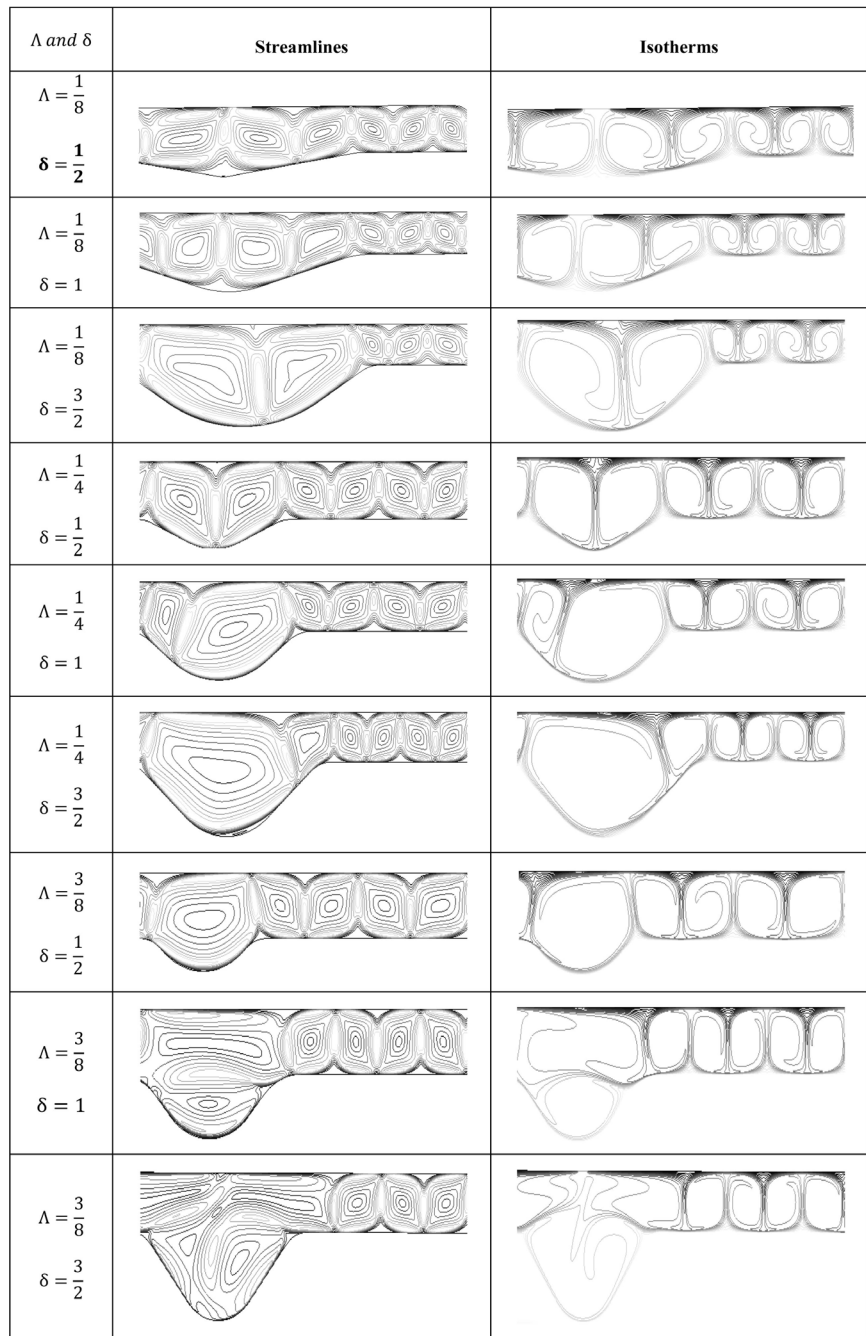 Λ and δ Streamlines Isotherms
Λ = 1/8
δ = 1/2
Λ = 1/8
δ = 1
Λ = 1/8
δ = 3/2
Λ = 1/4
δ = 1/2
Λ = 1/4
δ = 1
Λ = 1/4
δ = 3/2
Λ = 3/8
δ = 1/2
Λ = 3/8
δ = 1
Λ = 3/8
δ = 3/2